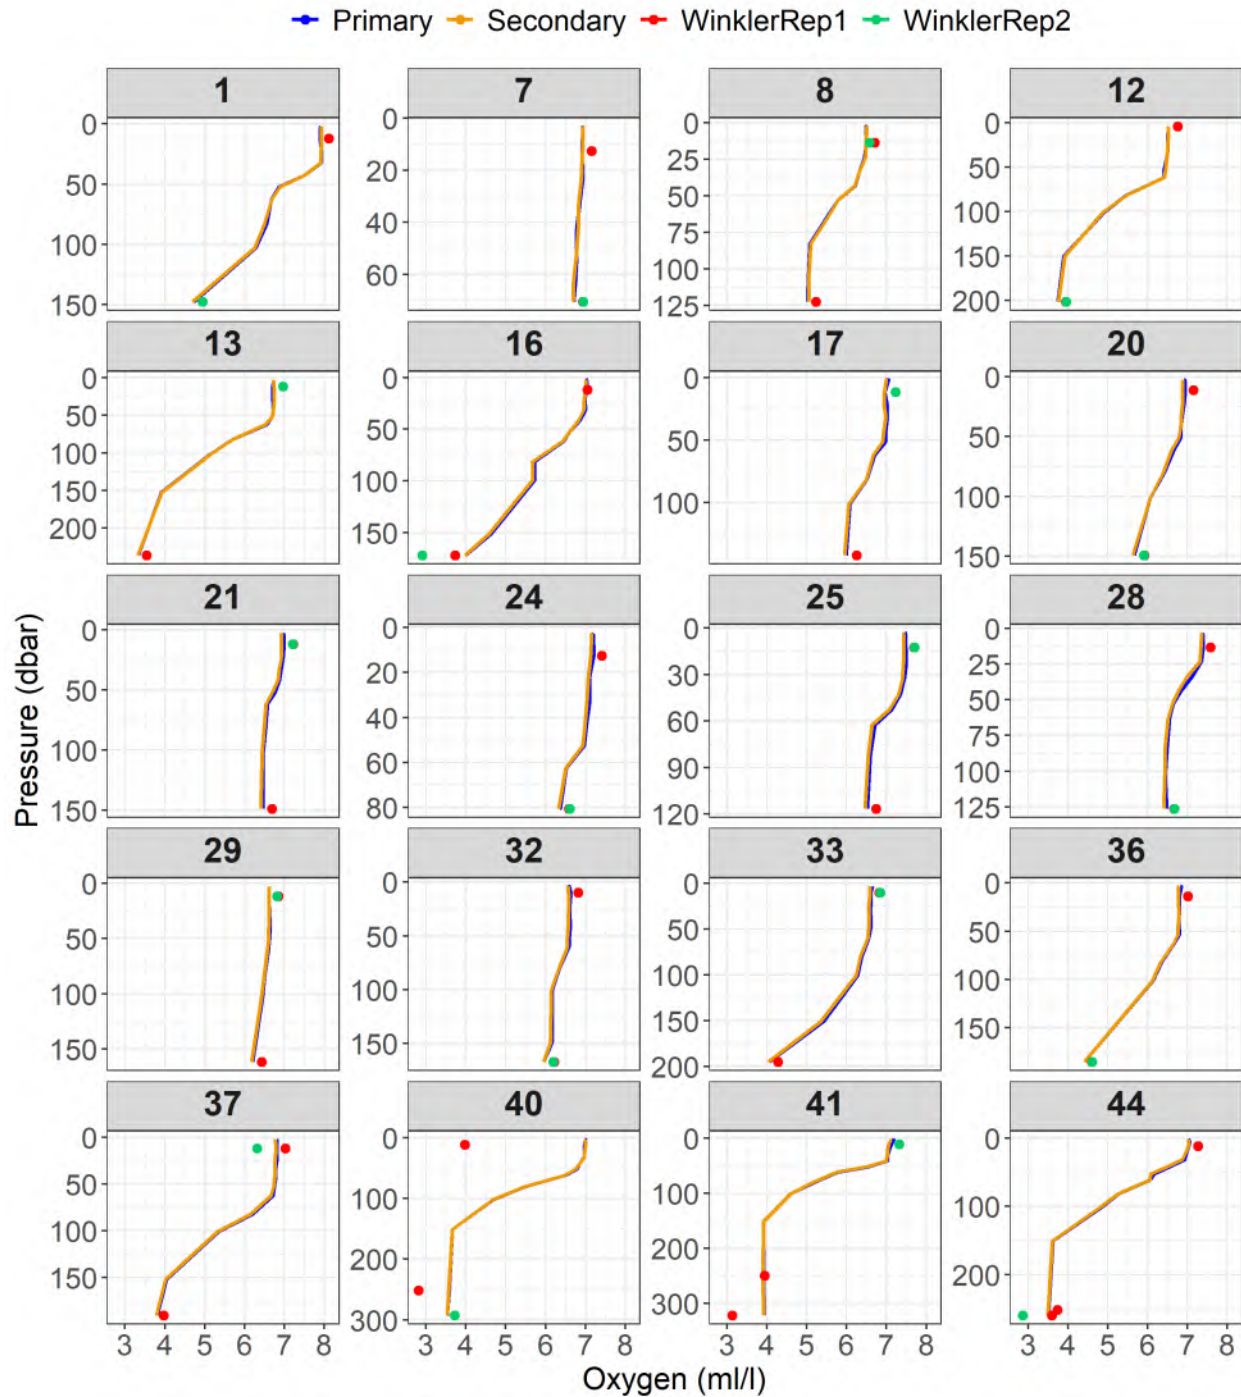 Primary Secondary WinklerRep1 WinklerRep2
1 7 8 12
0 50 100 150
0 20 40 60
0 25 50 75 100 125
0 50 100 150 200
13 16 17 20
0 50 100 150 200
0 50 100 150
0 50 100
0 50 100 150
21 24 25 28
0 50 100 150
0 20 40 60 80
0 30 60 90 120
0 25 50 75 100 125
29 32 33 36
0 50 100 150
0 50 100 150
0 50 100 150 200
0 50 100 150
37 40 41 44
0 50 100 150
0 100 200 300
0 100 200 300
0 100 200
3 4 5 6 7 8 3 4 5 6 7 8 3 4 5 6 7 8 3 4 5 6 7 8
Pressure (dbar)
Oxygen (ml/l)